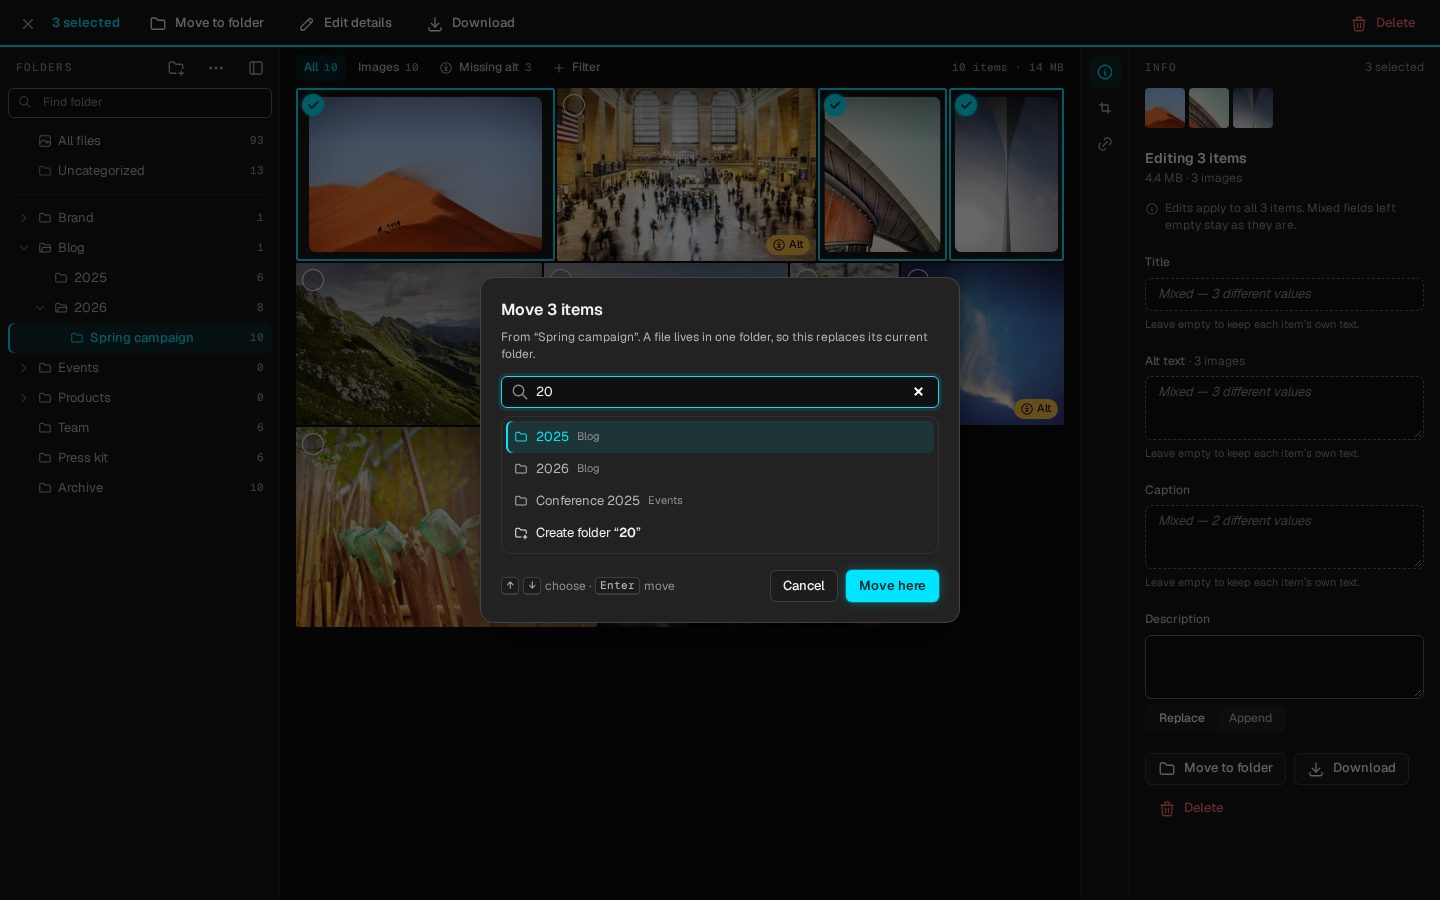 3 selected
Move to folder
Edit details
Download
Delete
FOLDERS
Find folder
All files 93
Uncategorized 13
Brand 1
Blog 1
2025 6
2026 8
Spring campaign 10
Events 0
Products 0
Team 6
Press kit 6
Archive 10
All 10
Images 10
Missing alt 3
Filter
10 items · 14 MB
Alt
Alt
Move 3 items
From “Spring campaign”. A file lives in one folder, so this replaces its current
folder.
20
2025 Blog
2026 Blog
Conference 2025 Events
Create folder “20”
↑ ↓ choose · Enter move
Cancel
Move here
INFO
3 selected
Editing 3 items
4.4 MB · 3 images
Edits apply to all 3 items. Mixed fields left
empty stay as they are.
Title
Mixed — 3 different values
Leave empty to keep each item’s own text.
Alt text · 3 images
Mixed — 3 different values
Leave empty to keep each item’s own text.
Caption
Mixed — 2 different values
Leave empty to keep each item’s own text.
Description
Replace
Append
Move to folder
Download
Delete